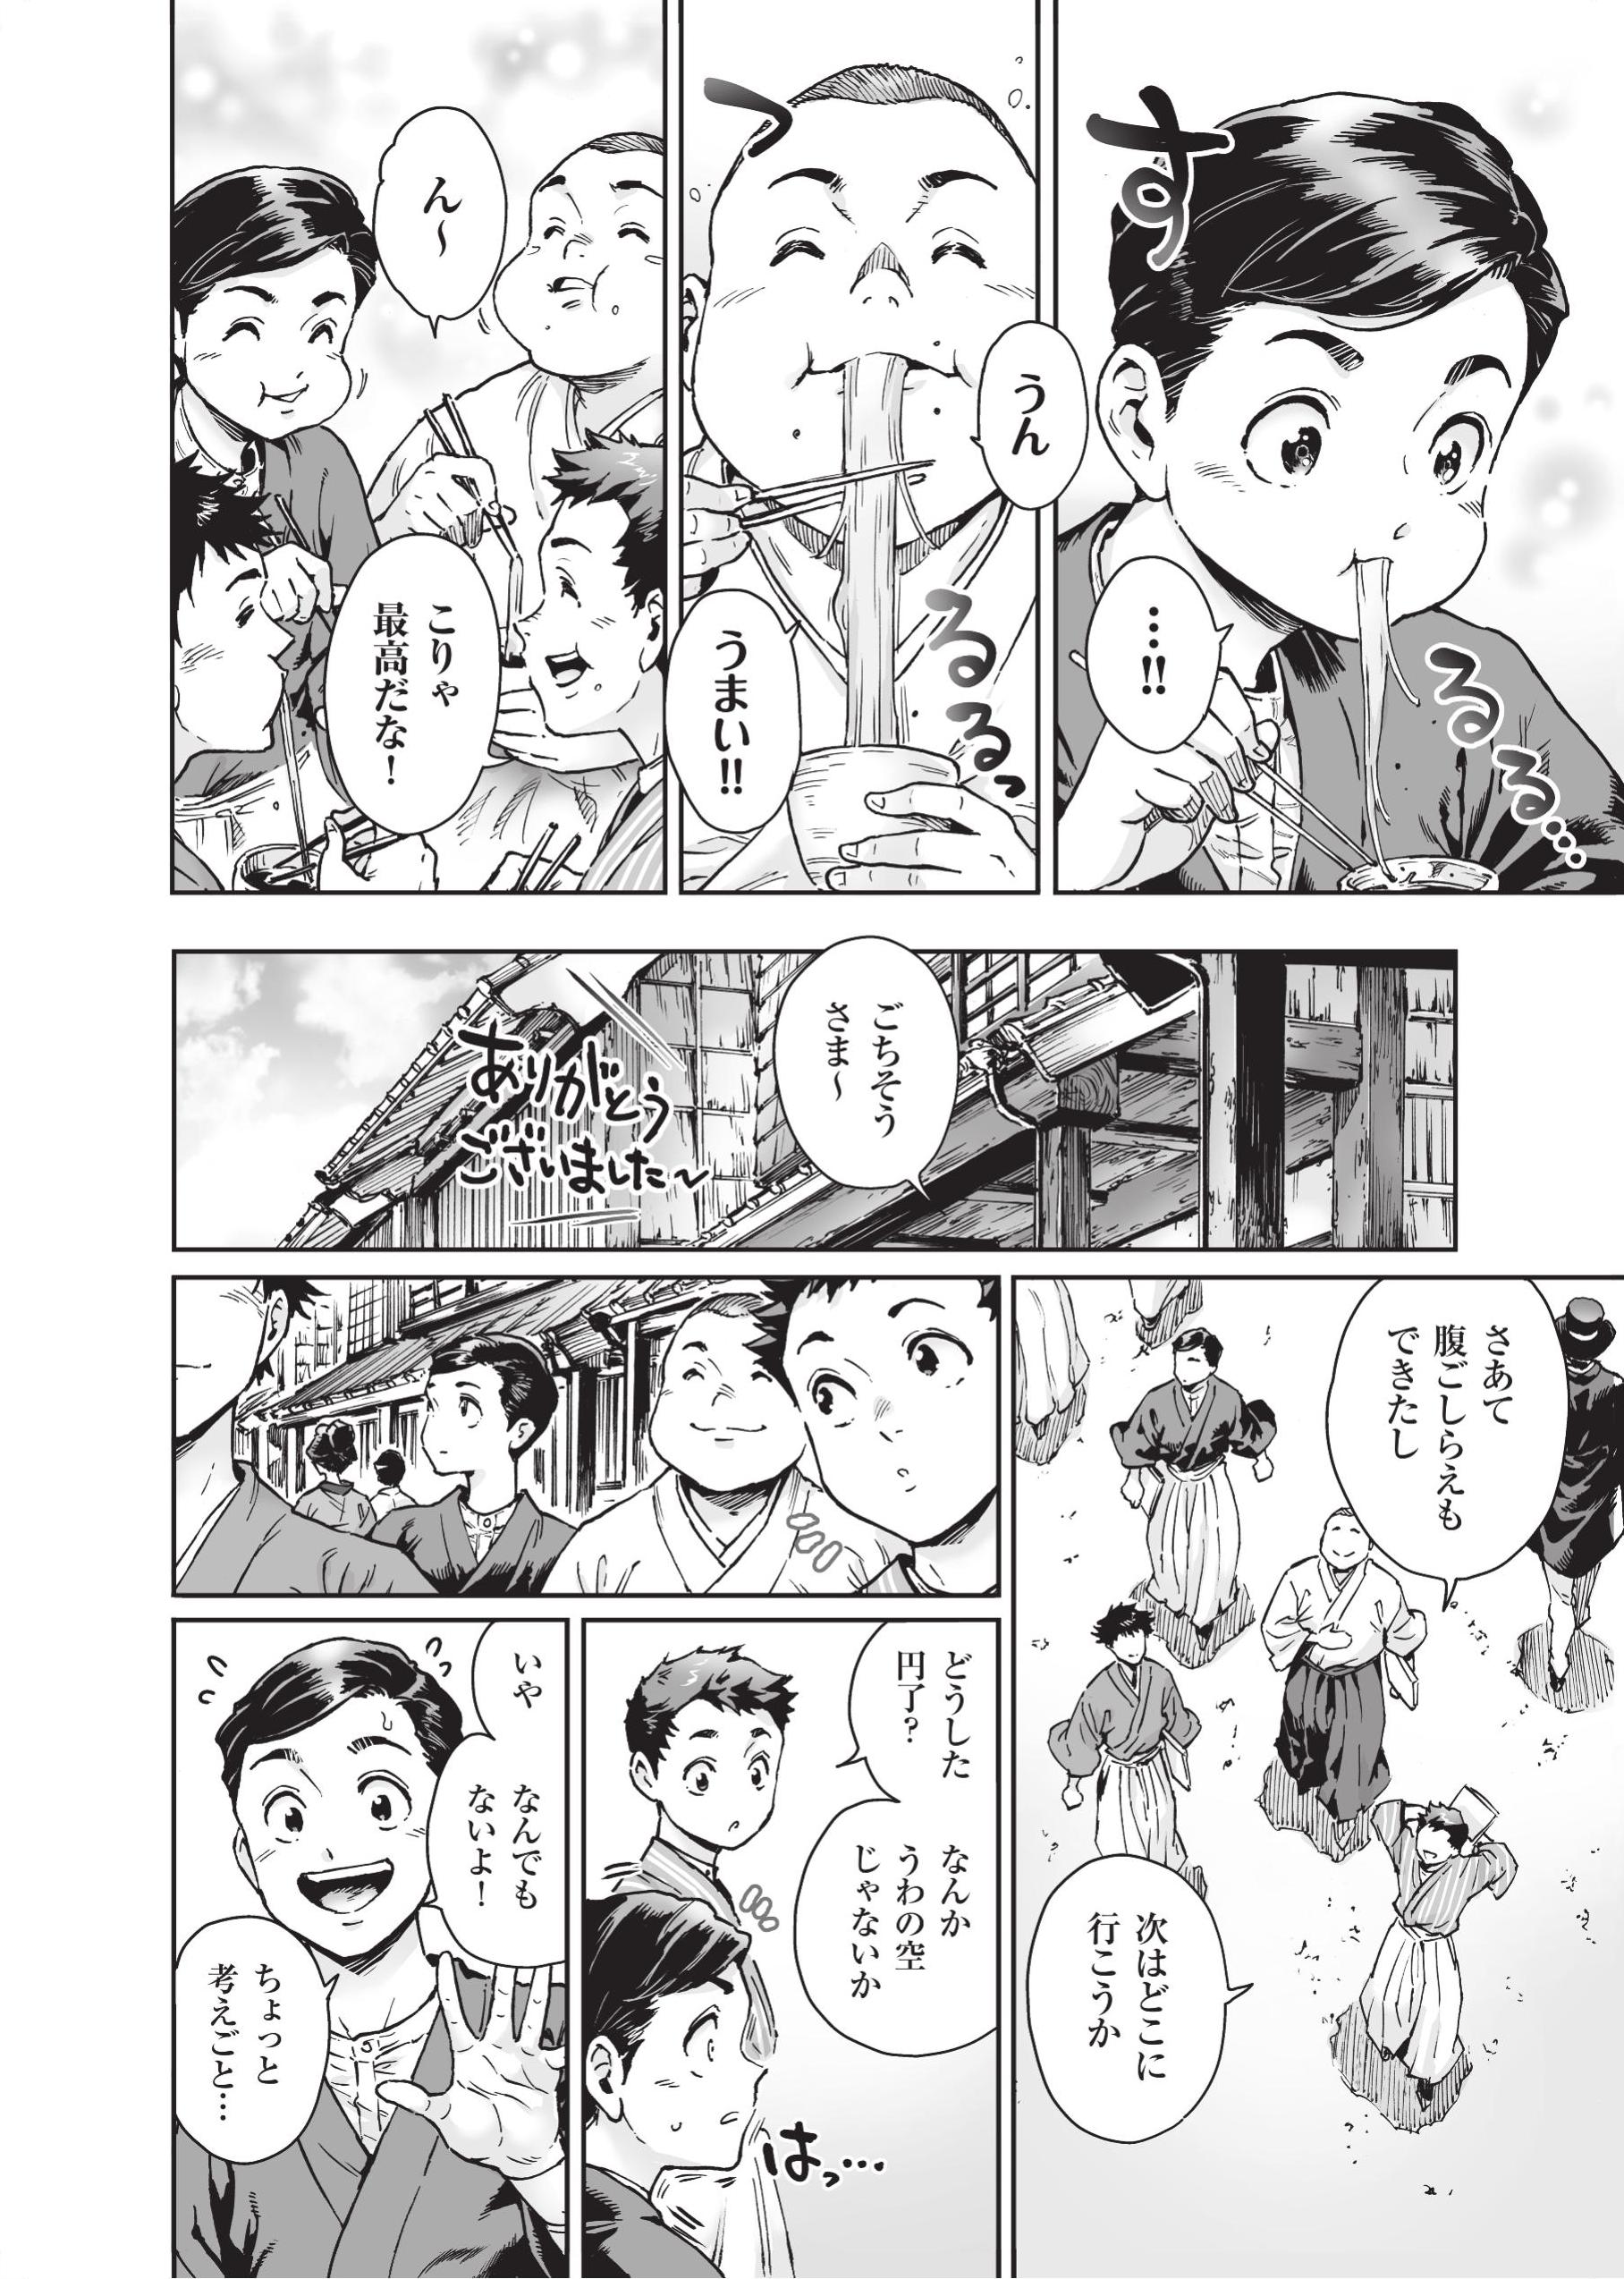 す
るるる…
…!!
うん
っ
るるっ
うまい!!
ん〜
こりゃ
最高だな！
ごちそう
さま〜
ありがとう
ございました〜
さあて
腹ごしらえも
できたし
次はどこに
行こうか
どうした
円了？
なんか
うわの空
じゃないか
はっ…
いや
なんでも
ないよ！
ちょっと
考えごと…